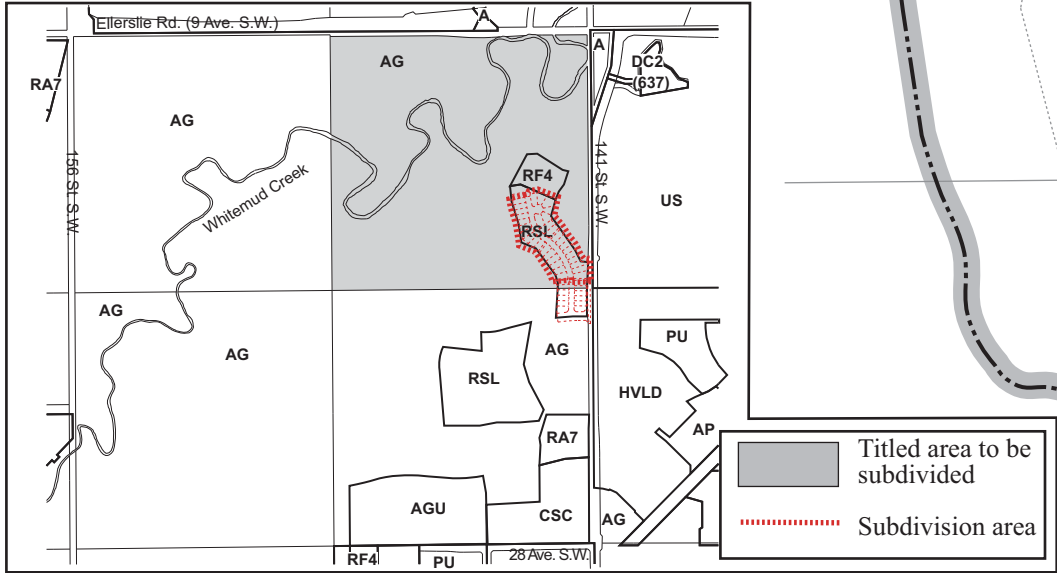 Ellerslie Rd. (9 Ave. S.W.)
A
A
AG
DC2
(637)
RA7
AG
156 St. S.W.
Whitemud Creek
RF4
141 St. S.W.
US
RSL
AG
AG
AG
PU
RSL
HVLD
RA7
AP
AGU
CSC
AG
RF4
PU
28 Ave. S.W.
Titled area to be
subdivided
Subdivision area